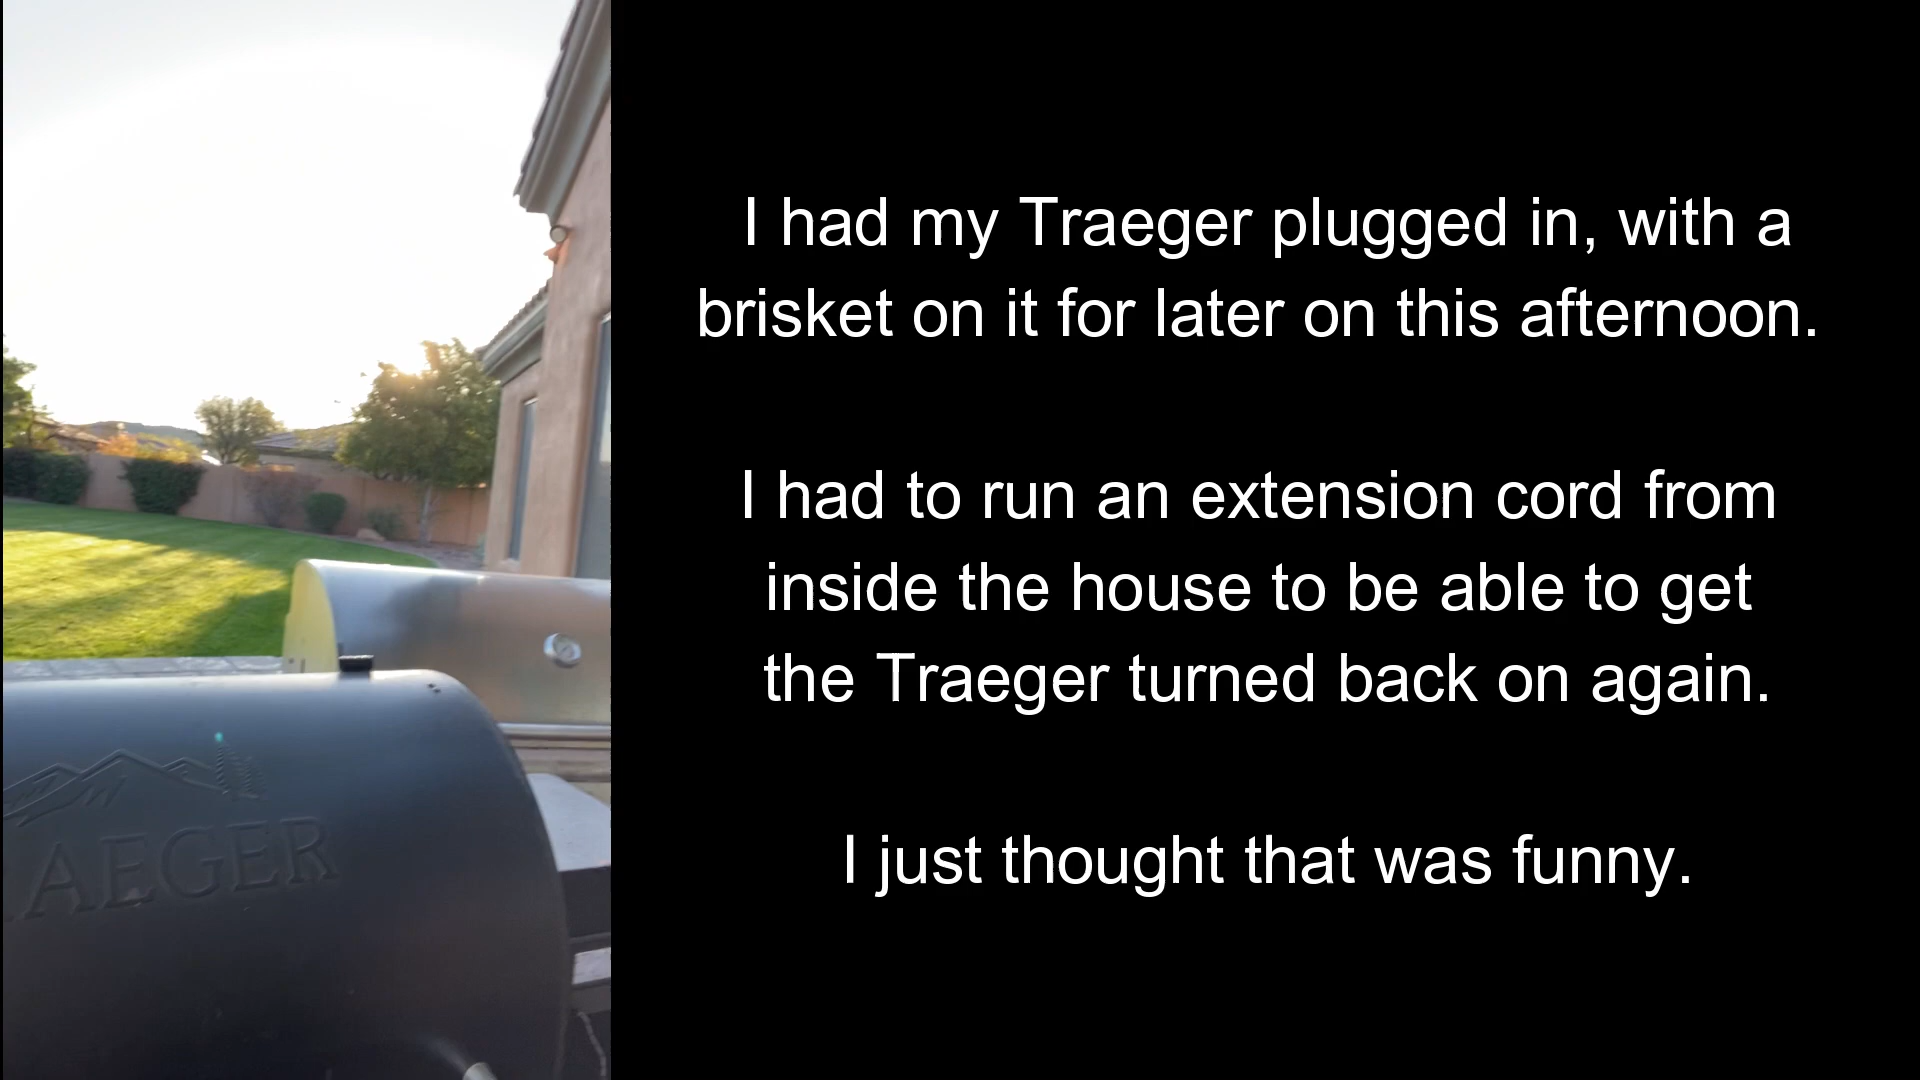 I had my Traeger plugged in, with a
brisket on it for later on this afternoon.
I had to run an extension cord from
inside the house to be able to get
the Traeger turned back on again.
I just thought that was funny.
RAEGER